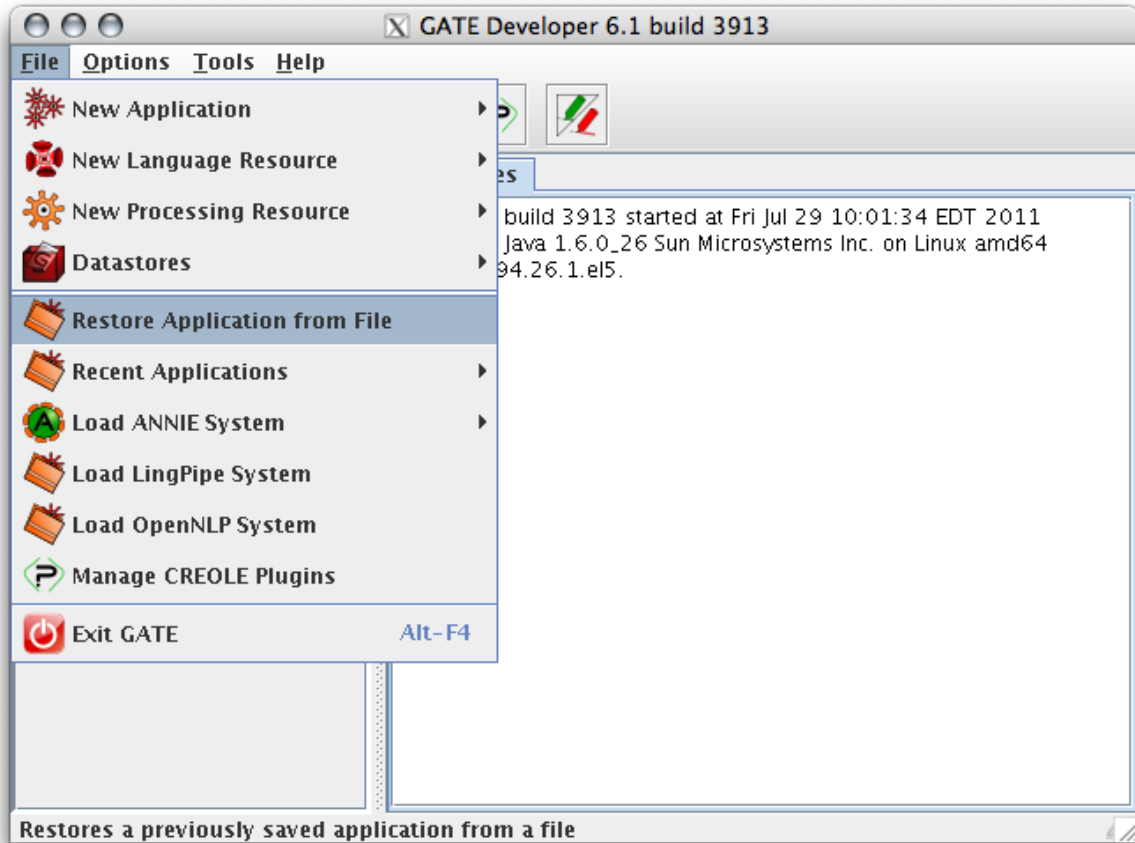 GATE Developer 6.1 build 3913
File Options Tools Help
New Application
New Language Resource
New Processing Resource
Datastores
Restore Application from File
Recent Applications
Load ANNIE System
Load LingPipe System
Load OpenNLP System
Manage CREOLE Plugins
Exit GATE Alt-F4
es
build 3913 started at Fri Jul 29 10:01:34 EDT 2011
Java 1.6.0_26 Sun Microsystems Inc. on Linux amd64
94.26.1.el5.
Restores a previously saved application from a file